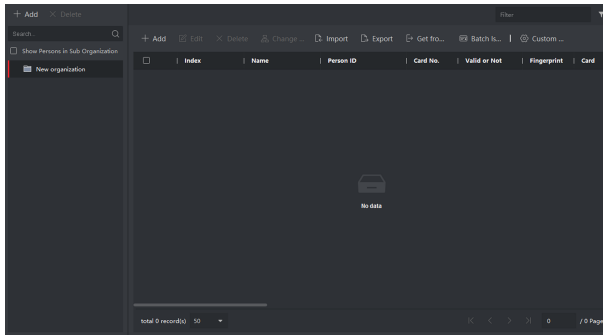 Add Delete
Filter
Search...
Show Persons in Sub Organization
New organization
Add Edit Delete Change ... Import Export Get fro... Batch Is... Custom ...
Index Name Person ID Card No. Valid or Not Fingerprint Card
No data
total 0 record(s) 50 0 / 0 Page